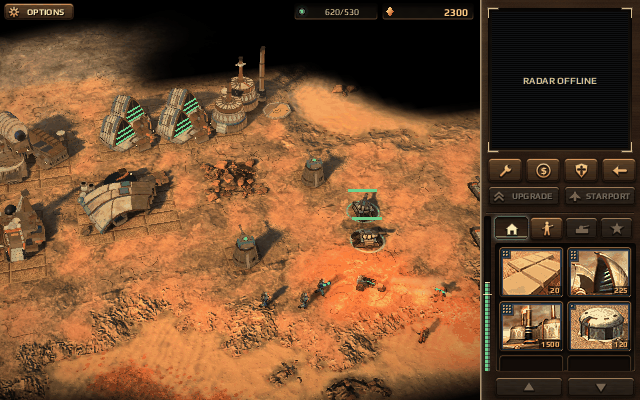 OPTIONS
620/530
2300
RADAR OFFLINE
UPGRADE
STARPORT
20
225
1500
120